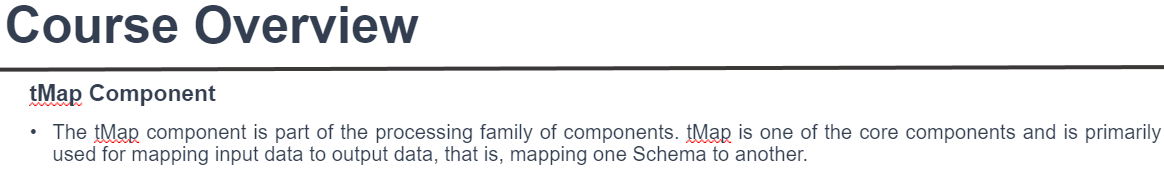 Course Overview
tMap Component
• The tMap component is part of the processing family of components. tMap is one of the core components and is primarily
used for mapping input data to output data, that is, mapping one Schema to another.